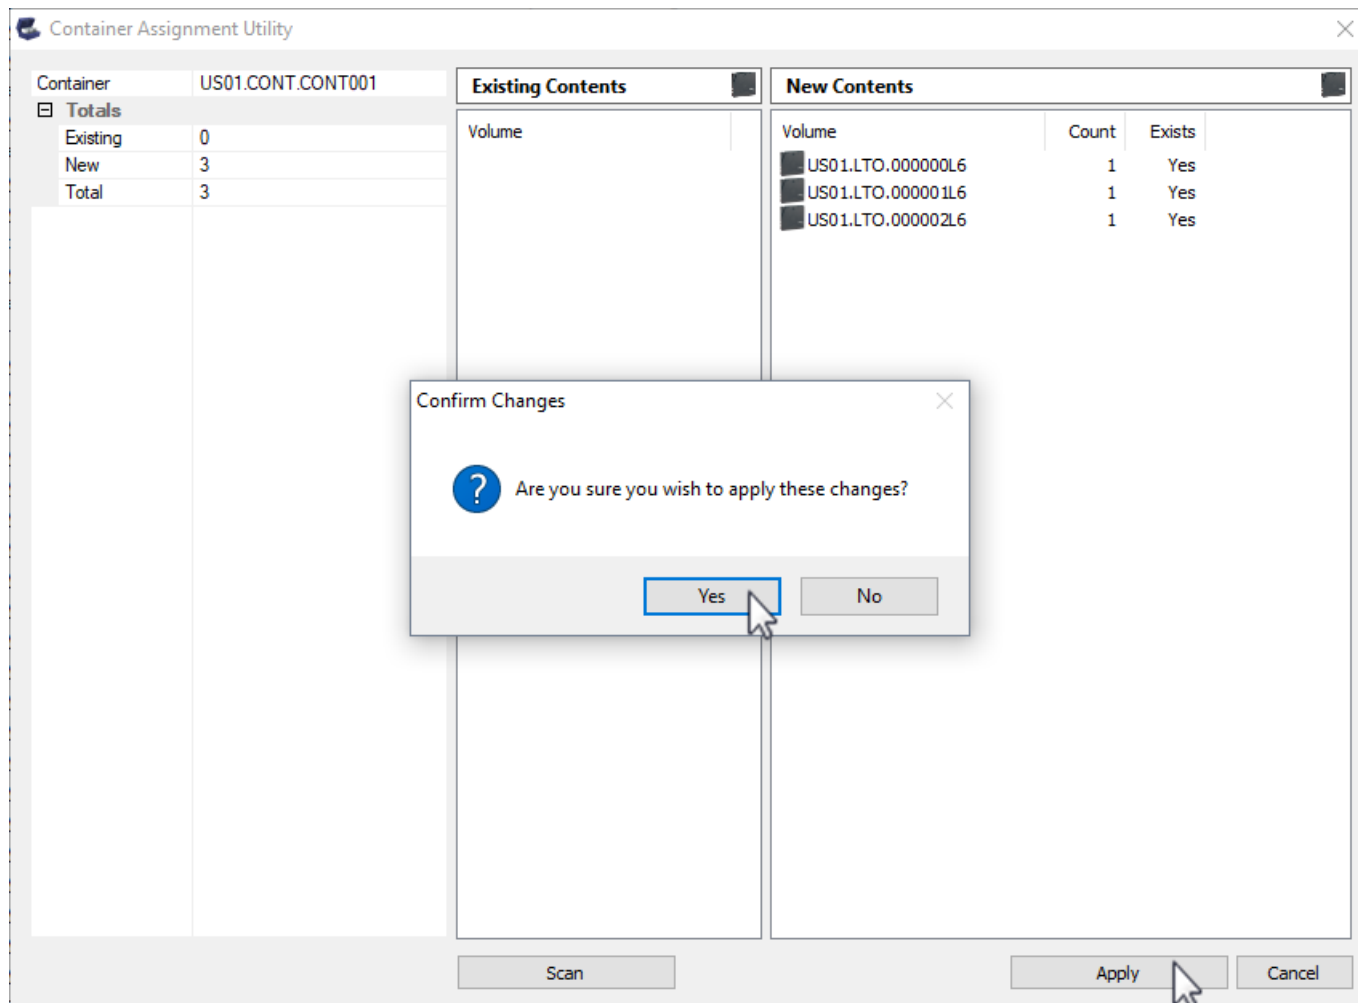 Container Assignment Utility
Container US01.CONT.CONT001
Totals
Existing 0
New 3
Total 3
Existing Contents
Volume
New Contents
Volume Count Exists
US01.LTO.000000L6 1 Yes
US01.LTO.000001L6 1 Yes
US01.LTO.000002L6 1 Yes
Confirm Changes
Are you sure you wish to apply these changes?
Yes No
Scan Apply Cancel